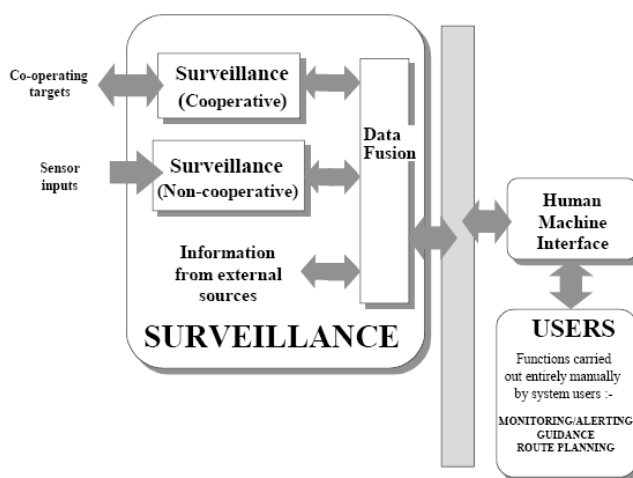 Co-operating
targets
Surveillance
(Cooperative)
Sensor
inputs
Surveillance
(Non-cooperative)
Data
Fusion
Information
from external
sources
SURVEILLANCE
Human
Machine
Interface
USERS
Functions carried
out entirely manually
by system users :-
MONITORING/ALERTING
GUIDANCE
ROUTE PLANNING